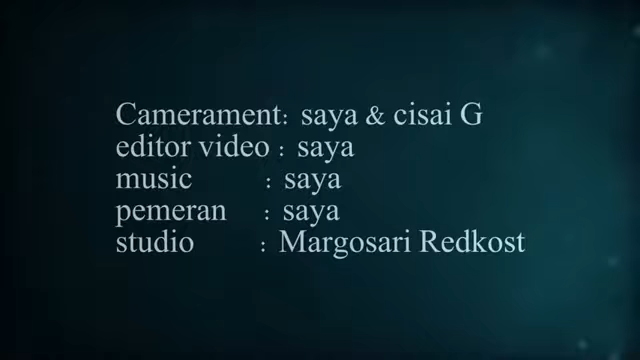 Camerament: saya & cisai G
editor video : saya
music : saya
pemeran : saya
studio : Margosari Redkost